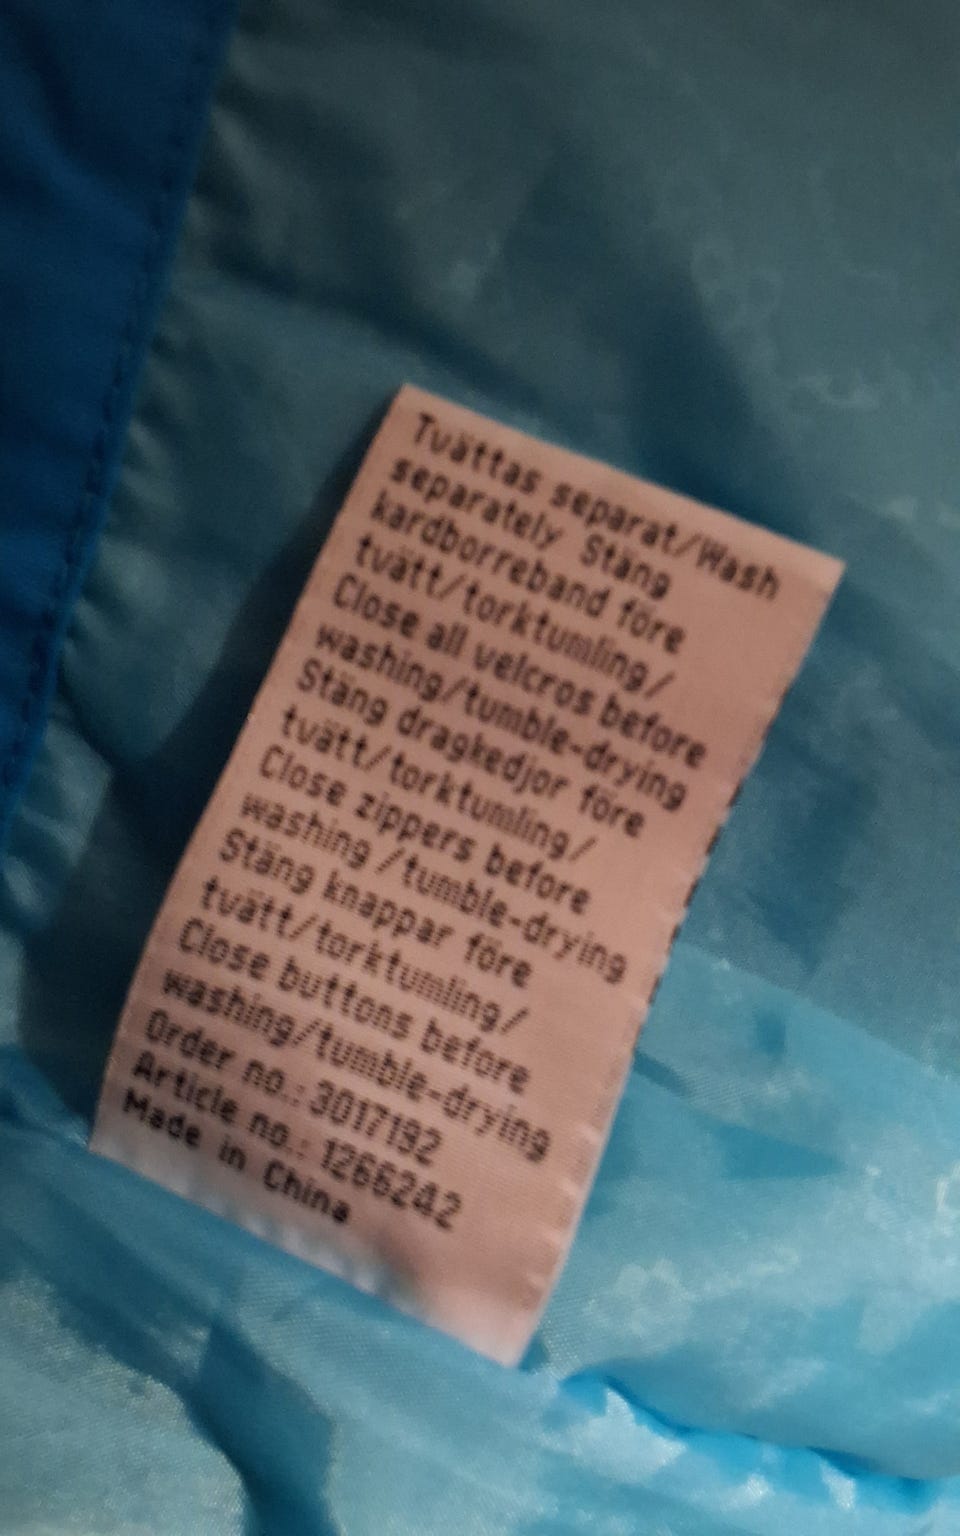 Tvättas separat/Wash
separately Stäng
kardborreband före
tvätt/torktumling/
Close all velcros before
washing/tumble-drying
Stäng dragkedjor före
tvätt/torktumling/
Close zippers before
washing /tumble-drying
Stäng knappar före
tvätt/torktumling/
Close buttons before
washing/tumble-drying
Order no.: 3017192
Article no.: 1266242
Made in China